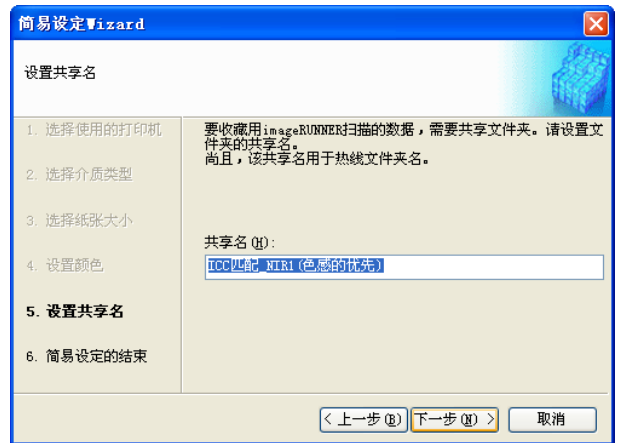 简易设定Wizard
设置共享名
1. 选择使用的打印机
2. 选择介质类型
3. 选择纸张大小
4. 设置颜色
5. 设置共享名
6. 简易设定的结束
要收藏用imageRUNNER扫描的数据，需要共享文件夹。请设置文
件夹的共享名。
尚且，该共享名用于热线文件夹名。
共享名(H):
ICC匹配_NIR1(色感的优先)
< 上一步(B)
下一步(N) >
取消